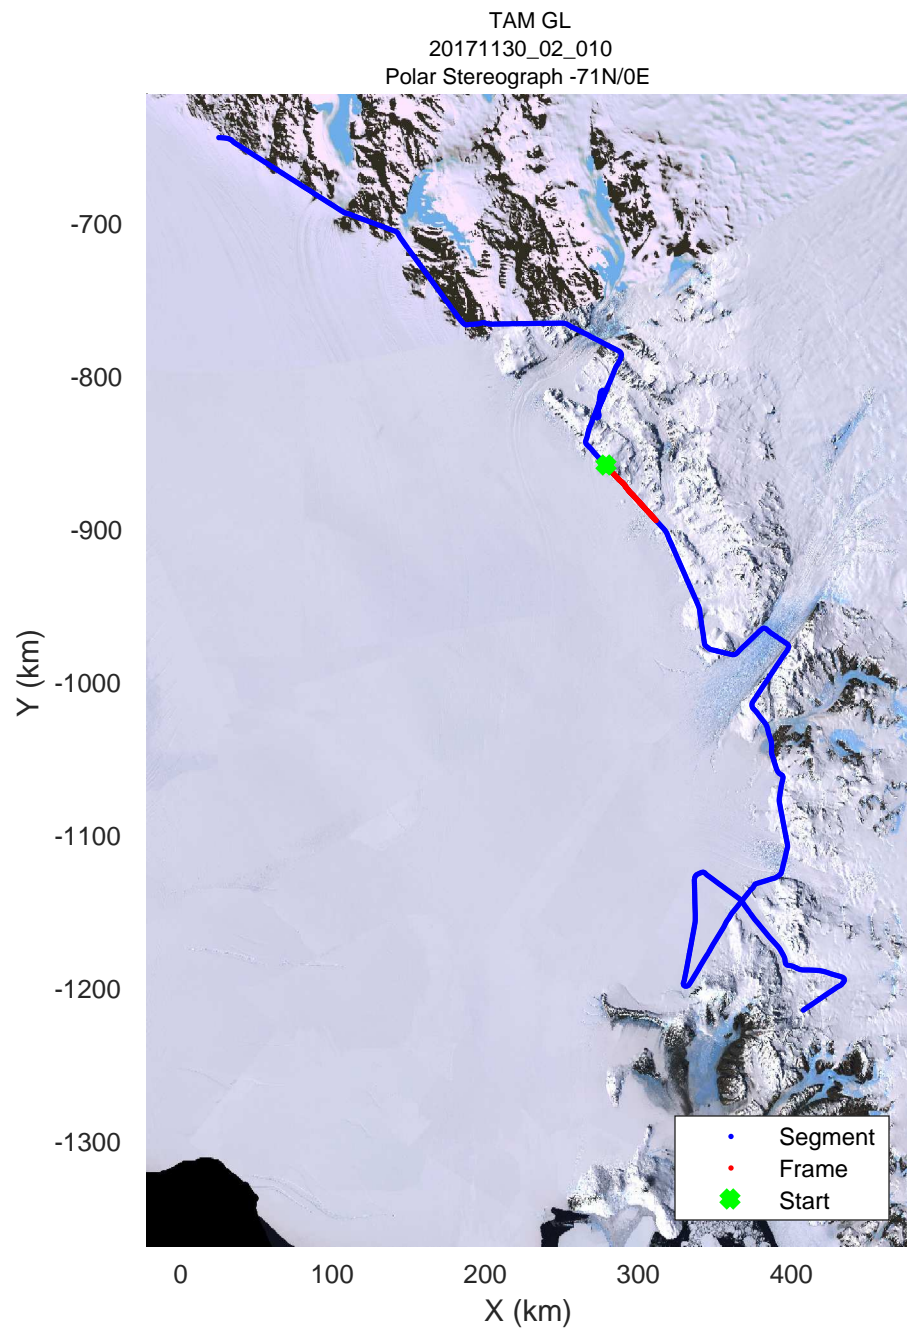 TAM GL
20171130_02_010
Polar Stereograph -71N/0E
-700
-800
-900
-1000
-1100
-1200
-1300
Y (km)
0 100 200 300 400
X (km)
Segment
Frame
Start